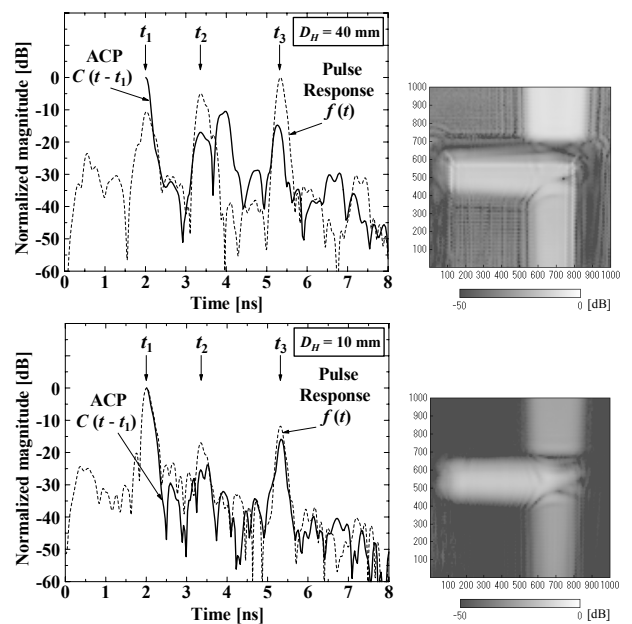 t1 t2 t3 D_H = 40 mm
ACP
C (t - t1)
Pulse
Response
f (t)
Normalized magnitude [dB]
0
-10
-20
-30
-40
-50
-60
0 1 2 3 4 5 6 7 8
Time [ns]
1000
900
800
700
600
500
400
300
200
100
100 200 300 400 500 600 700 800 900 1000
-50 0 [dB]
t1 t2 t3 D_H = 10 mm
ACP
C (t - t1)
Pulse
Response
f (t)
Normalized magnitude [dB]
0
-10
-20
-30
-40
-50
-60
0 1 2 3 4 5 6 7 8
Time [ns]
1000
900
800
700
600
500
400
300
200
100
100 200 300 400 500 600 700 800 900 1000
-50 0 [dB]